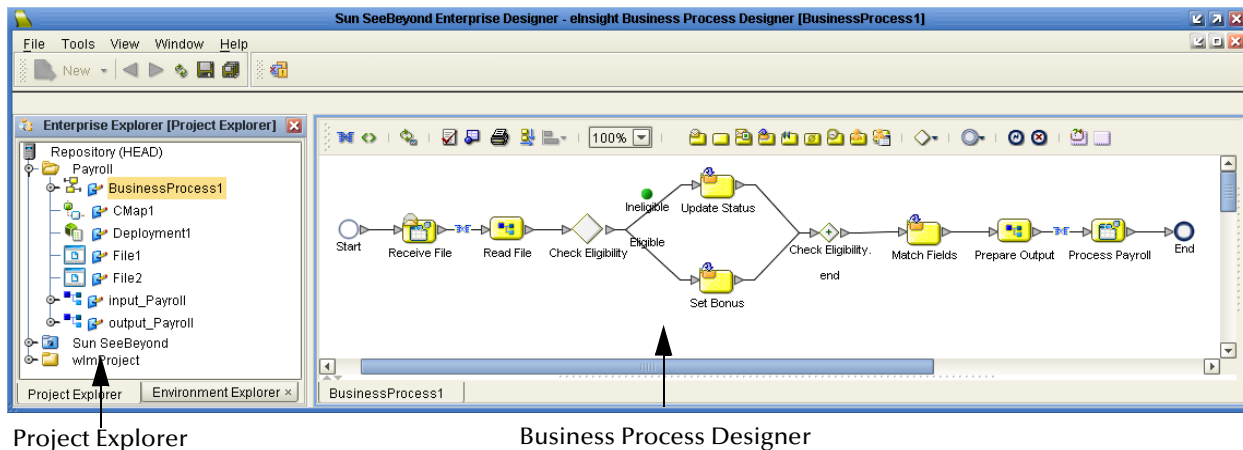 Sun SeeBeyond Enterprise Designer - eInsight Business Process Designer [BusinessProcess1]
File Tools View Window Help
New
Enterprise Explorer [Project Explorer]
Repository (HEAD)
Payroll
BusinessProcess1
CMap1
Deployment1
File1
File2
input_Payroll
output_Payroll
Sun SeeBeyond
wlmProject
Project Explorer
Environment Explorer ×
100%
Start
Receive File
Read File
Check Eligibility
Ineligible
Eligible
Update Status
Set Bonus
Check Eligibility.
end
Match Fields
Prepare Output
Process Payroll
End
BusinessProcess1
Project Explorer
Business Process Designer